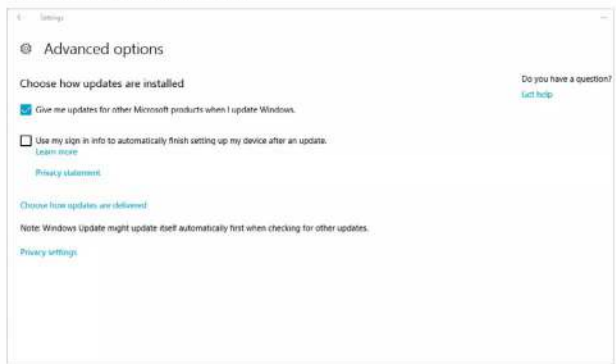 Settings
Advanced options
Choose how updates are installed
Give me updates for other Microsoft products when I update Windows.
Use my sign in info to automatically finish setting up my device after an update.
Learn more
Privacy statement
Choose how updates are delivered
Note: Windows Update might update itself automatically first when checking for other updates.
Privacy settings
Do you have a question?
Get help